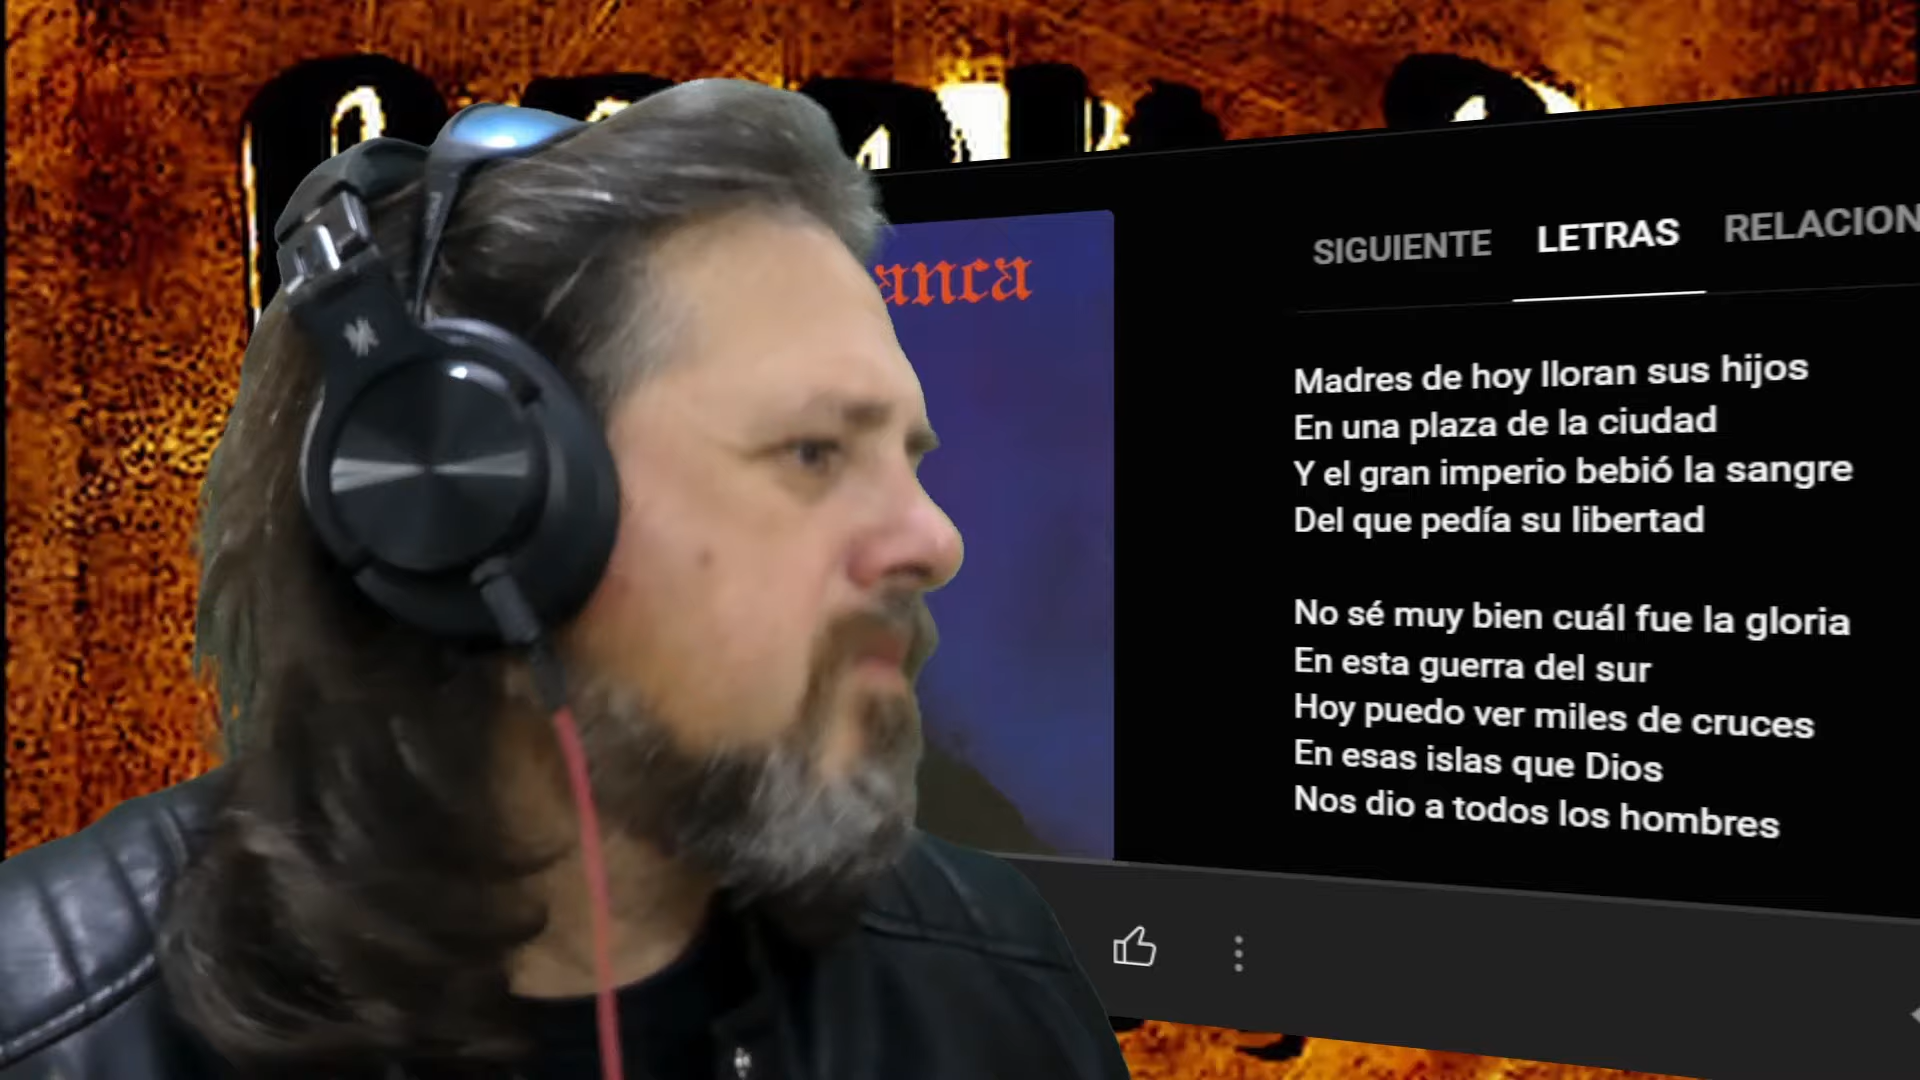 anca
SIGUIENTE LETRAS RELACION
Madres de hoy lloran sus hijos
En una plaza de la ciudad
Y el gran imperio bebió la sangre
Del que pedía su libertad
No sé muy bien cuál fue la gloria
En esta guerra del sur
Hoy puedo ver miles de cruces
En esas islas que Dios
Nos dio a todos los hombres